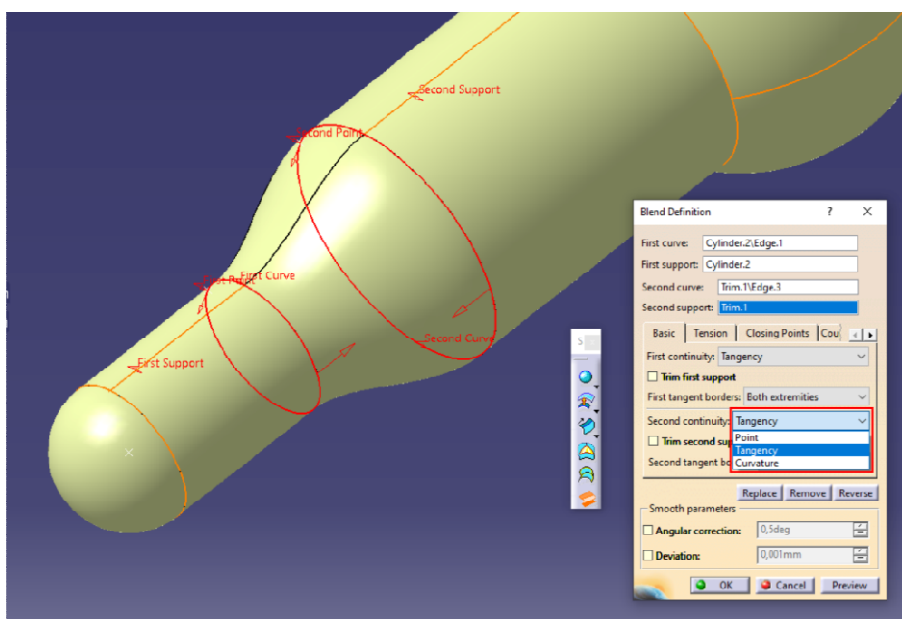 Second Support
Second Point
First Point
First Curve
Second Curve
First Support
S
Blend Definition ? ×
First curve: Cylinder.2\Edge.1
First support: Cylinder.2
Second curve: Trim.1\Edge.3
Second support: Trim.1
Basic Tension Closing Points Cou
First continuity: Tangency
Trim first support
First tangent borders: Both extremities
Second continuity: Tangency
Trim second sup
Point
Tangency
Second tangent bo
Curvature
Replace Remove Reverse
Smooth parameters
Angular correction: 0,5deg
Deviation: 0,001mm
OK Cancel Preview